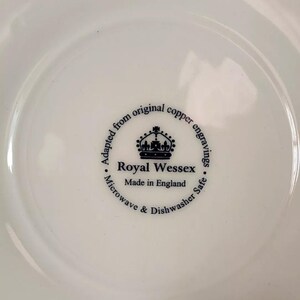 • Adapted from original copper engravings •
Royal Wessex
Made in England
Microwave & Dishwasher Safe